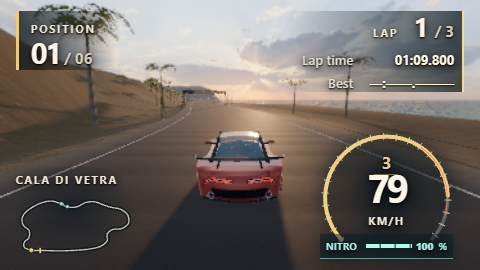 POSITION
01 / 06
LAP 1 / 3
Lap time 01:09.800
Best --:--.---
CALA DI VETRA
3
79
KM/H
NITRO 100 %